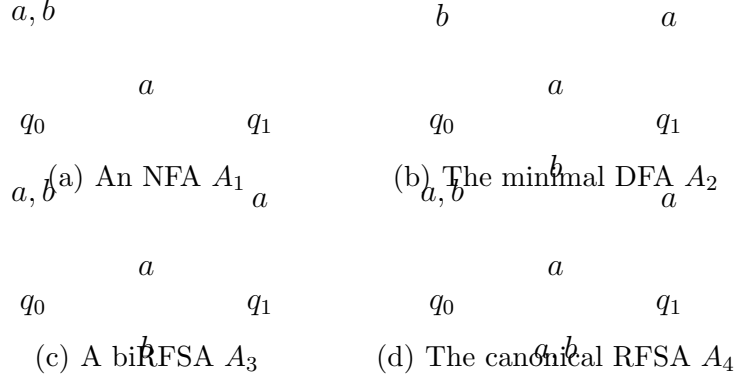 a, b b a
a a
q0 q1 q0 q1
b
(a) An NFA A1 (b) The minimal DFA A2
a, b a a, b a
a a
q0 q1 q0 q1
b a, b
(c) A biRFSA A3 (d) The canonical RFSA A4